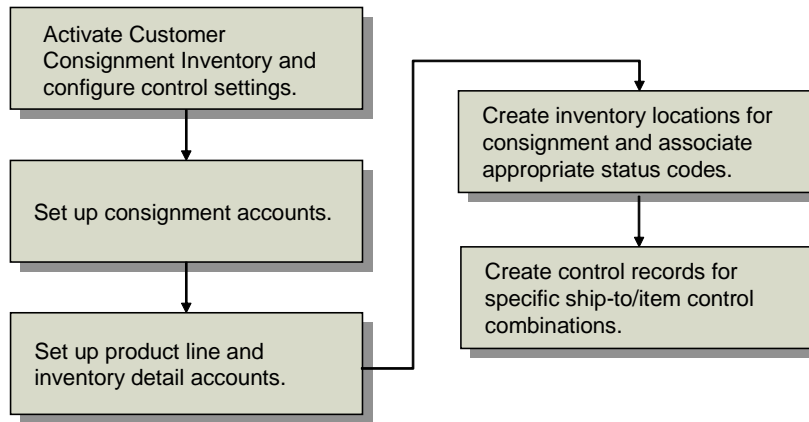 Activate Customer
Consignment Inventory and
configure control settings.
Set up consignment accounts.
Set up product line and
inventory detail accounts.
Create inventory locations for
consignment and associate
appropriate status codes.
Create control records for
specific ship-to/item control
combinations.